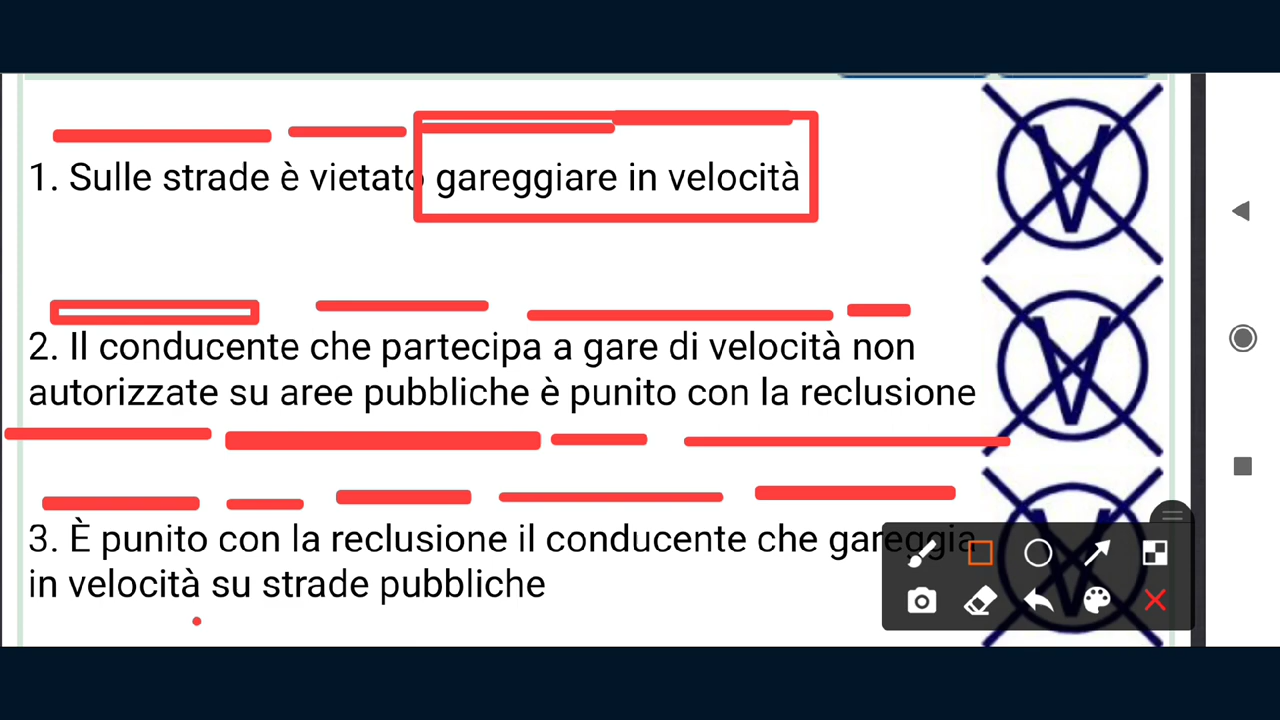 1. Sulle strade è vietato gareggiare in velocità
V
2. Il conducente che partecipa a gare di velocità non
autorizzate su aree pubbliche è punito con la reclusione
V
3. È punito con la reclusione il conducente che gareggia
in velocità su strade pubbliche
V